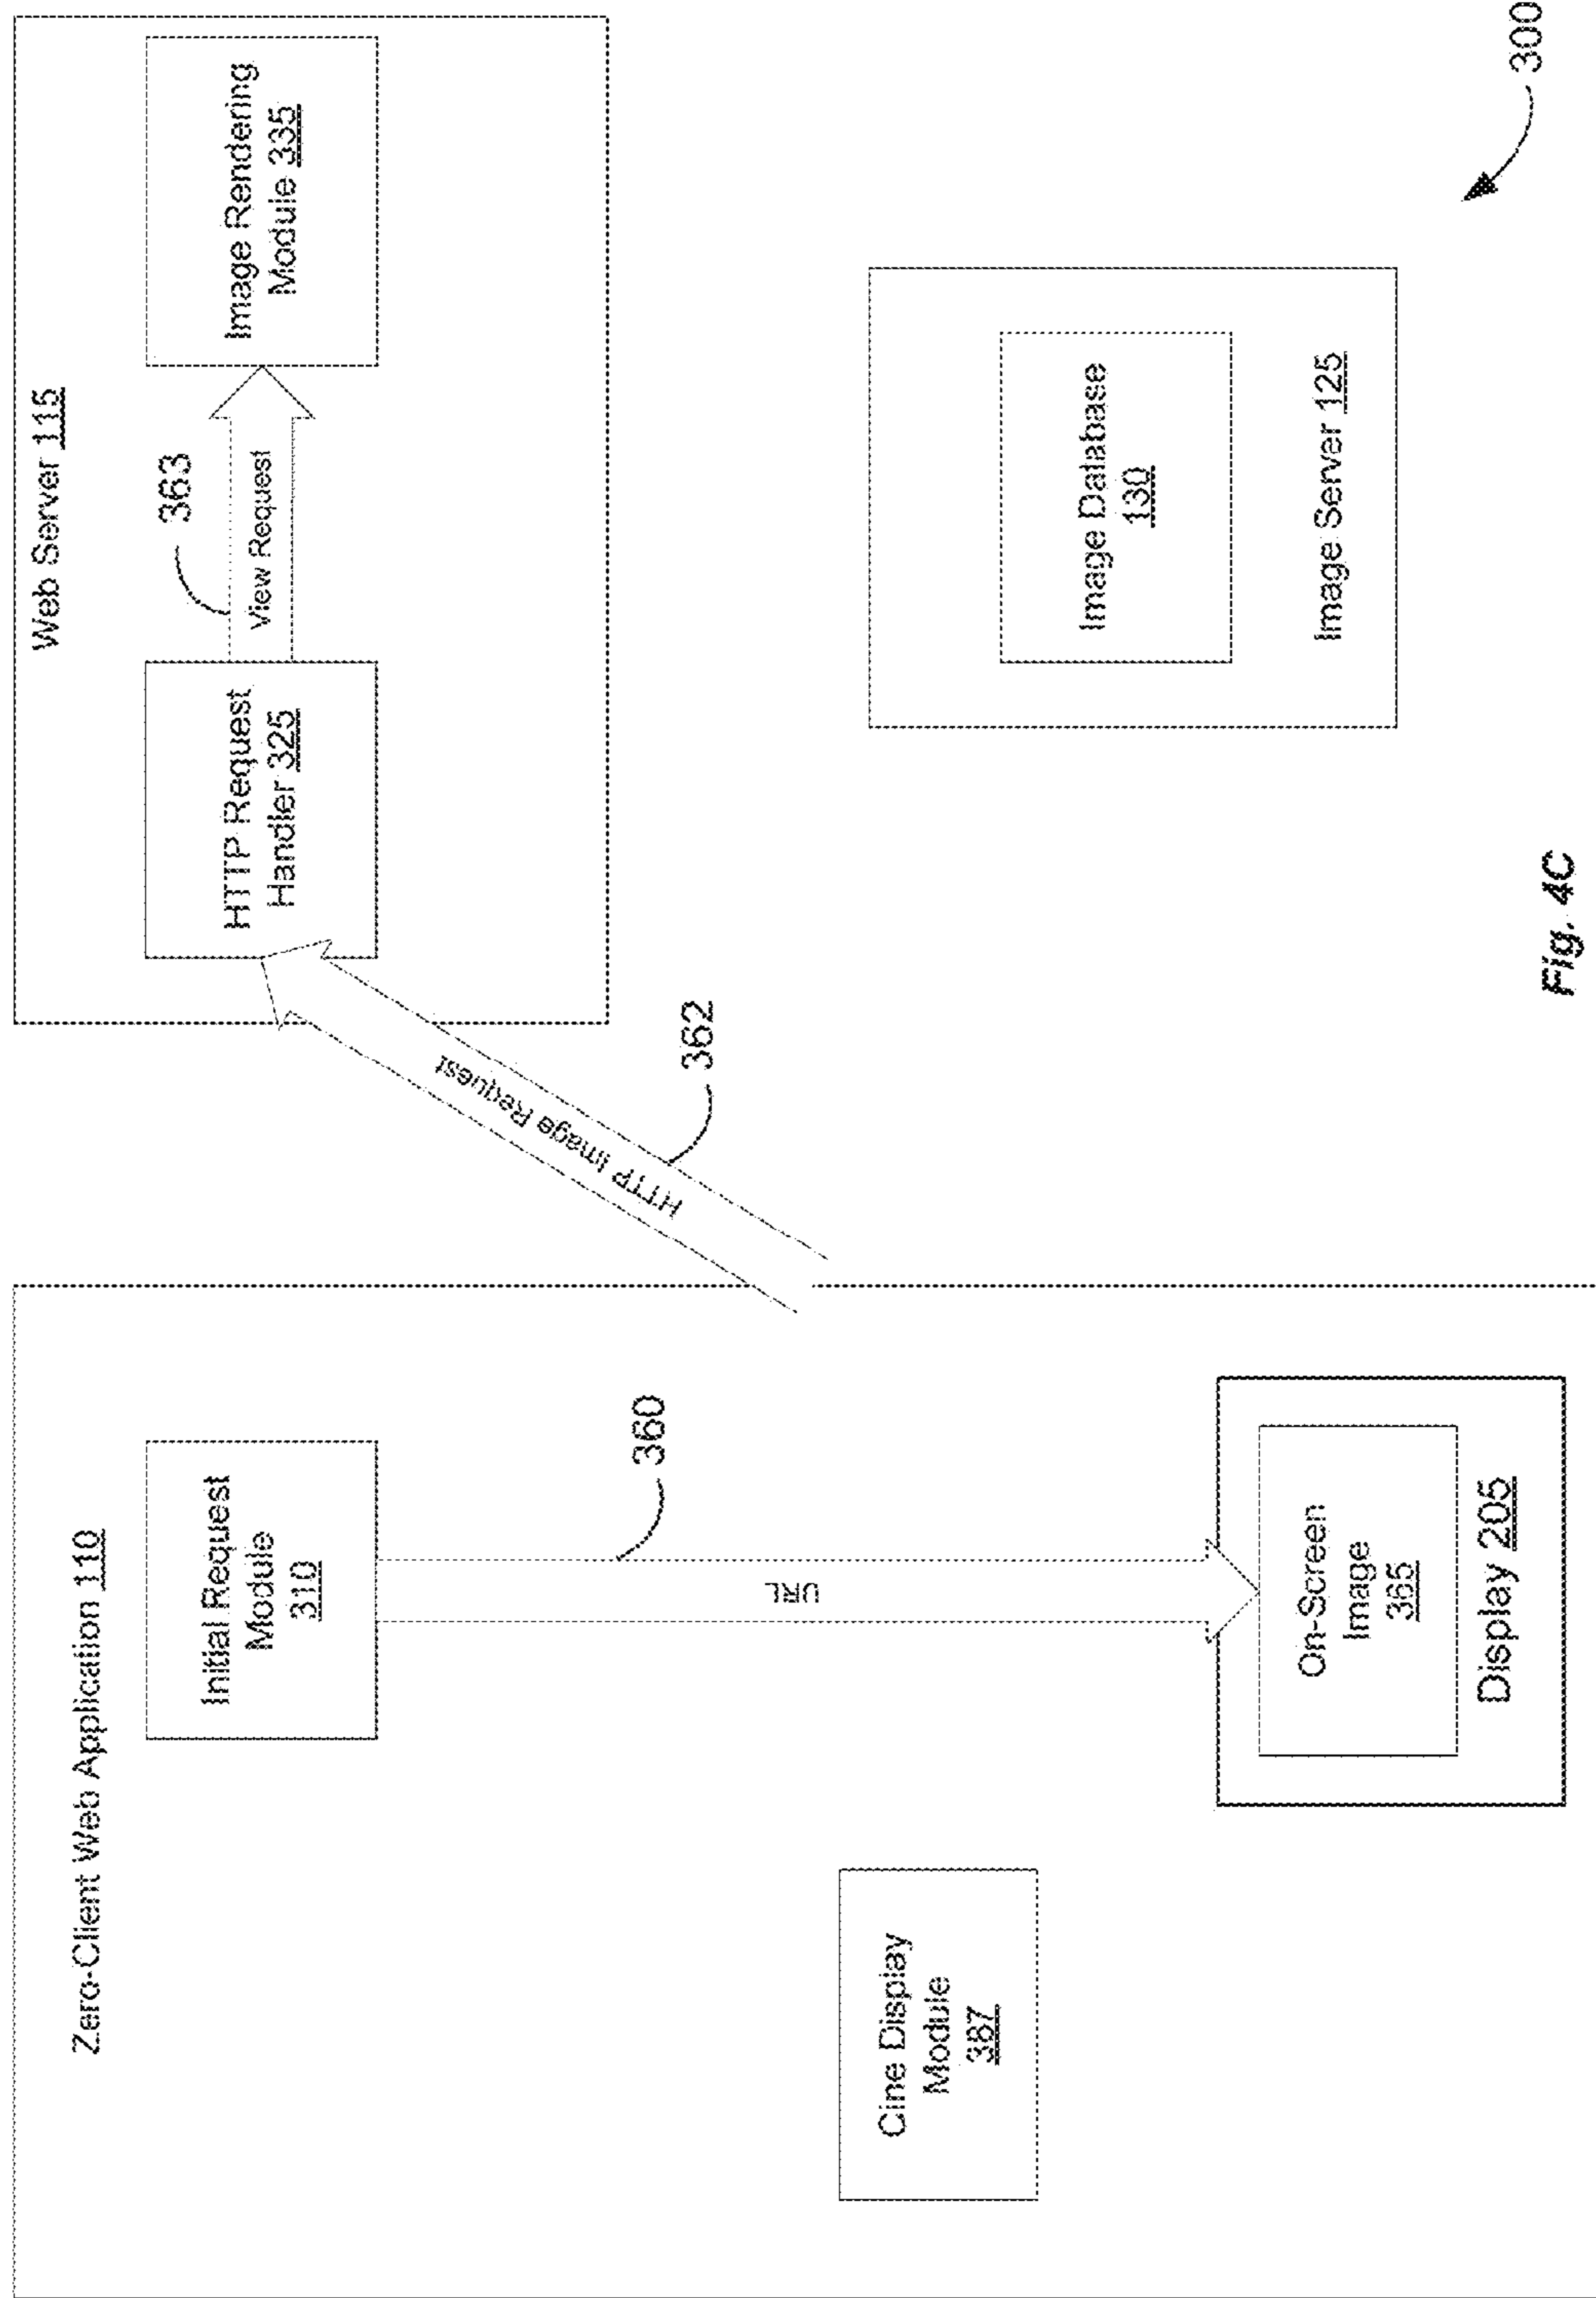 Zero-Client Web Application 110
Initial Request
Module
310
360
URL
Cine Display
Module
387
On-Screen
Image
365
Display 205
HTTP Image Request
362
Web Server 115
HTTP Request
Handler 325
363
View Request
Image Rendering
Module 335
Image Database
130
Image Server 125
300
Fig. 4C